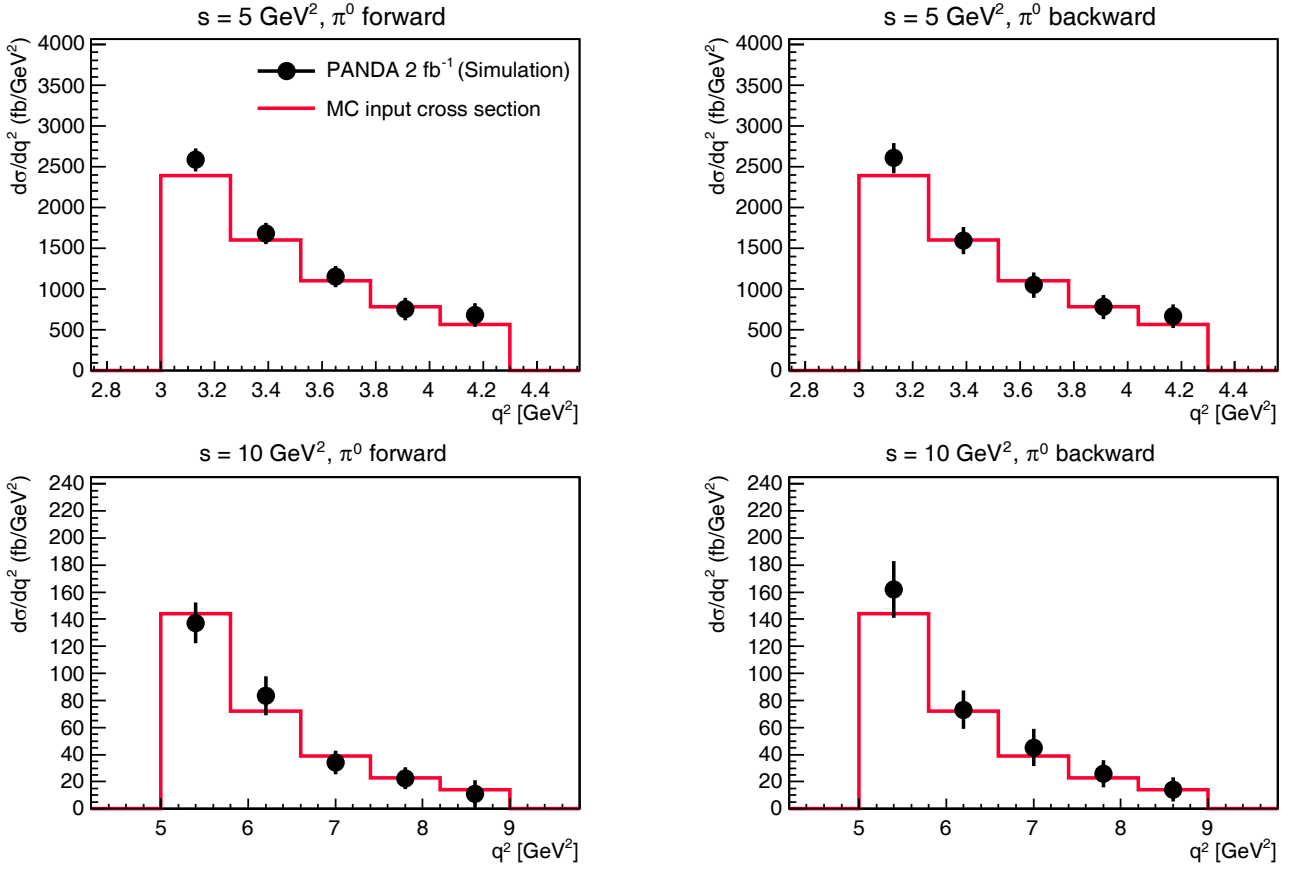 s = 5 GeV², π⁰ forward
dσ/dq² (fb/GeV²)
4000
3500
3000
2500
2000
1500
1000
500
0
PANDA 2 fb⁻¹ (Simulation)
MC input cross section
2.8 3 3.2 3.4 3.6 3.8 4 4.2 4.4
q² [GeV²]
s = 5 GeV², π⁰ backward
dσ/dq² (fb/GeV²)
4000
3500
3000
2500
2000
1500
1000
500
0
2.8 3 3.2 3.4 3.6 3.8 4 4.2 4.4
q² [GeV²]
s = 10 GeV², π⁰ forward
dσ/dq² (fb/GeV²)
240
220
200
180
160
140
120
100
80
60
40
20
0
5 6 7 8 9
q² [GeV²]
s = 10 GeV², π⁰ backward
dσ/dq² (fb/GeV²)
240
220
200
180
160
140
120
100
80
60
40
20
0
5 6 7 8 9
q² [GeV²]